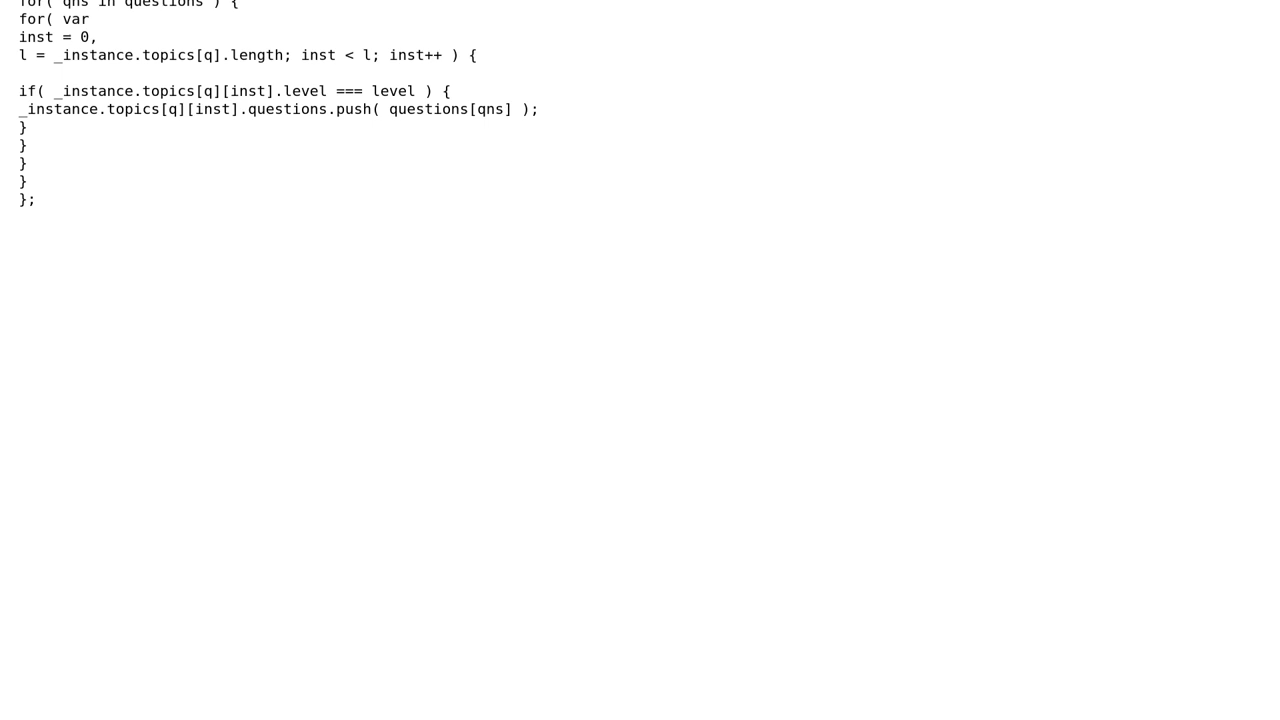 for( qns in questions ) {
for( var
inst = 0,
l = _instance.topics[q].length; inst < l; inst++ ) {
if( _instance.topics[q][inst].level === level ) {
_instance.topics[q][inst].questions.push( questions[qns] );
}
}
}
}
};